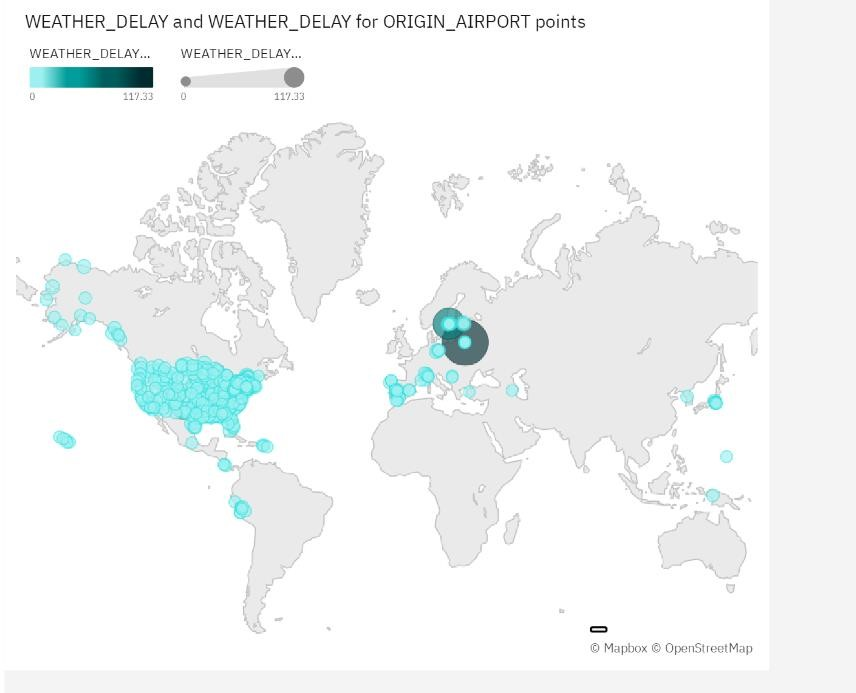 WEATHER_DELAY and WEATHER_DELAY for ORIGIN_AIRPORT points
WEATHER_DELAY... WEATHER_DELAY...
0 117.33 0 117.33
© Mapbox © OpenStreetMap